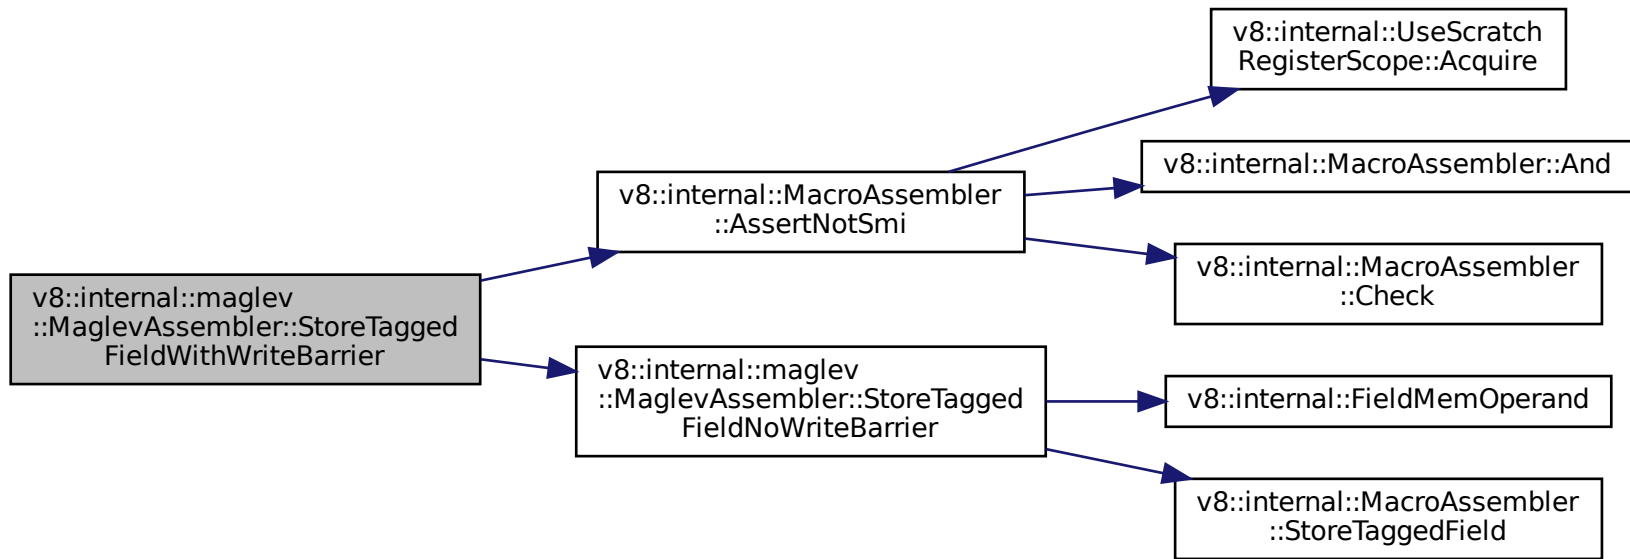 v8::internal::UseScratch
RegisterScope::Acquire
v8::internal::MacroAssembler::And
v8::internal::MacroAssembler
::AssertNotSmi
v8::internal::MacroAssembler
::Check
v8::internal::maglev
::MaglevAssembler::StoreTagged
FieldWithWriteBarrier
v8::internal::maglev
::MaglevAssembler::StoreTagged
FieldNoWriteBarrier
v8::internal::FieldMemOperand
v8::internal::MacroAssembler
::StoreTaggedField